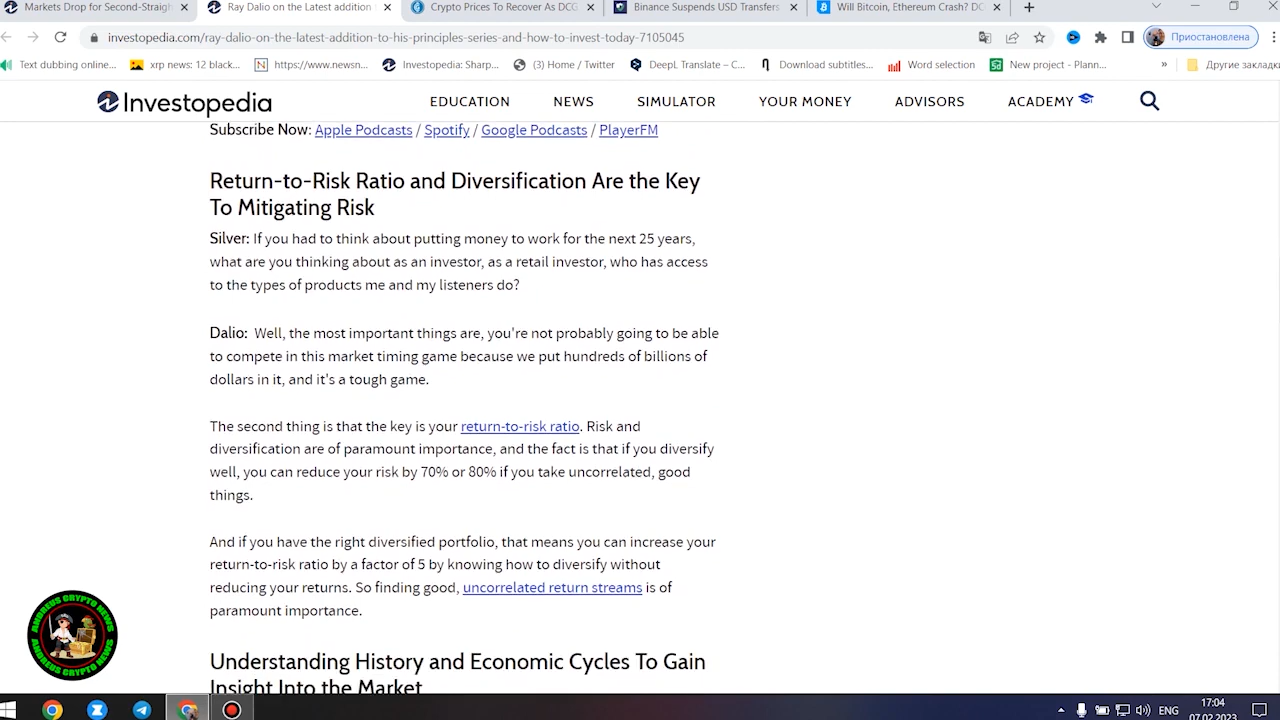 Markets Drop for Second-Straigh
Ray Dalio on the Latest addition
Crypto Prices To Recover As DCG
Binance Suspends USD Transfers
Will Bitcoin, Ethereum Crash? DC
investopedia.com/ray-dalio-on-the-latest-addition-to-his-principles-series-and-how-to-invest-today-7105045
Приостановлена
Text dubbing online...
xrp news: 12 black...
https://www.newsn...
Investopedia: Sharp...
(3) Home / Twitter
DeepL Translate – C...
Download subtitles...
Word selection
New project - Plann...
»
Другие закладки
Investopedia
EDUCATION
NEWS
SIMULATOR
YOUR MONEY
ADVISORS
ACADEMY
Subscribe Now: Apple Podcasts / Spotify / Google Podcasts / PlayerFM
Return-to-Risk Ratio and Diversification Are the Key
To Mitigating Risk
Silver: If you had to think about putting money to work for the next 25 years,
what are you thinking about as an investor, as a retail investor, who has access
to the types of products me and my listeners do?
Dalio: Well, the most important things are, you're not probably going to be able
to compete in this market timing game because we put hundreds of billions of
dollars in it, and it's a tough game.
The second thing is that the key is your return-to-risk ratio. Risk and
diversification are of paramount importance, and the fact is that if you diversify
well, you can reduce your risk by 70% or 80% if you take uncorrelated, good
things.
And if you have the right diversified portfolio, that means you can increase your
return-to-risk ratio by a factor of 5 by knowing how to diversify without
reducing your returns. So finding good, uncorrelated return streams is of
paramount importance.
Understanding History and Economic Cycles To Gain
Insight Into the Market
ANDREUS CRYPTO NEWS
ANDREUS CRYPTO NEWS
ENG
17:04
07.02.2023